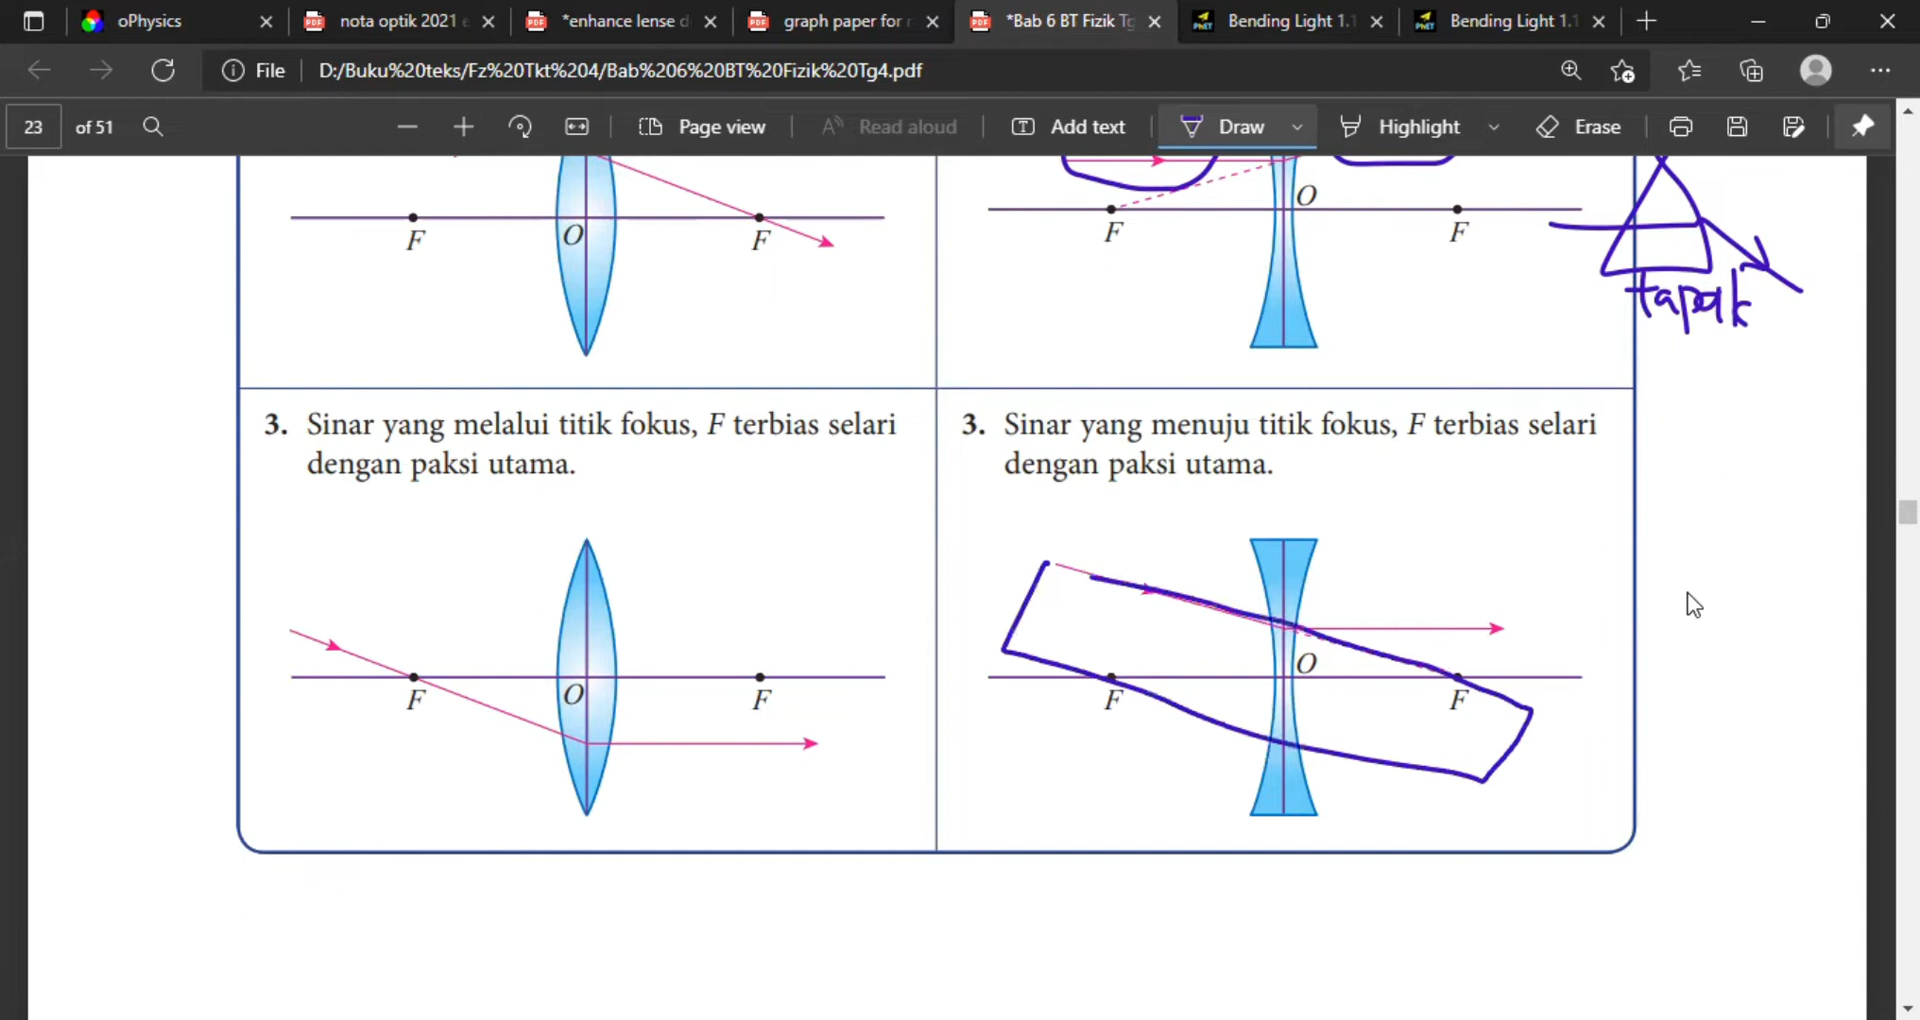 oPhysics
nota optik 2021
*enhance lense d
graph paper for
*Bab 6 BT Fizik Tg
Bending Light 1.1
Bending Light 1.1
File
D:/Buku%20teks/Fz%20Tkt%204/Bab%206%20BT%20Fizik%20Tg4.pdf
23
of 51
Page view
Read aloud
Add text
Draw
Highlight
Erase
F
O
F
O
F
F
tapak
3. Sinar yang melalui titik fokus, F terbias selari
dengan paksi utama.
3. Sinar yang menuju titik fokus, F terbias selari
dengan paksi utama.
F
O
F
O
F
F